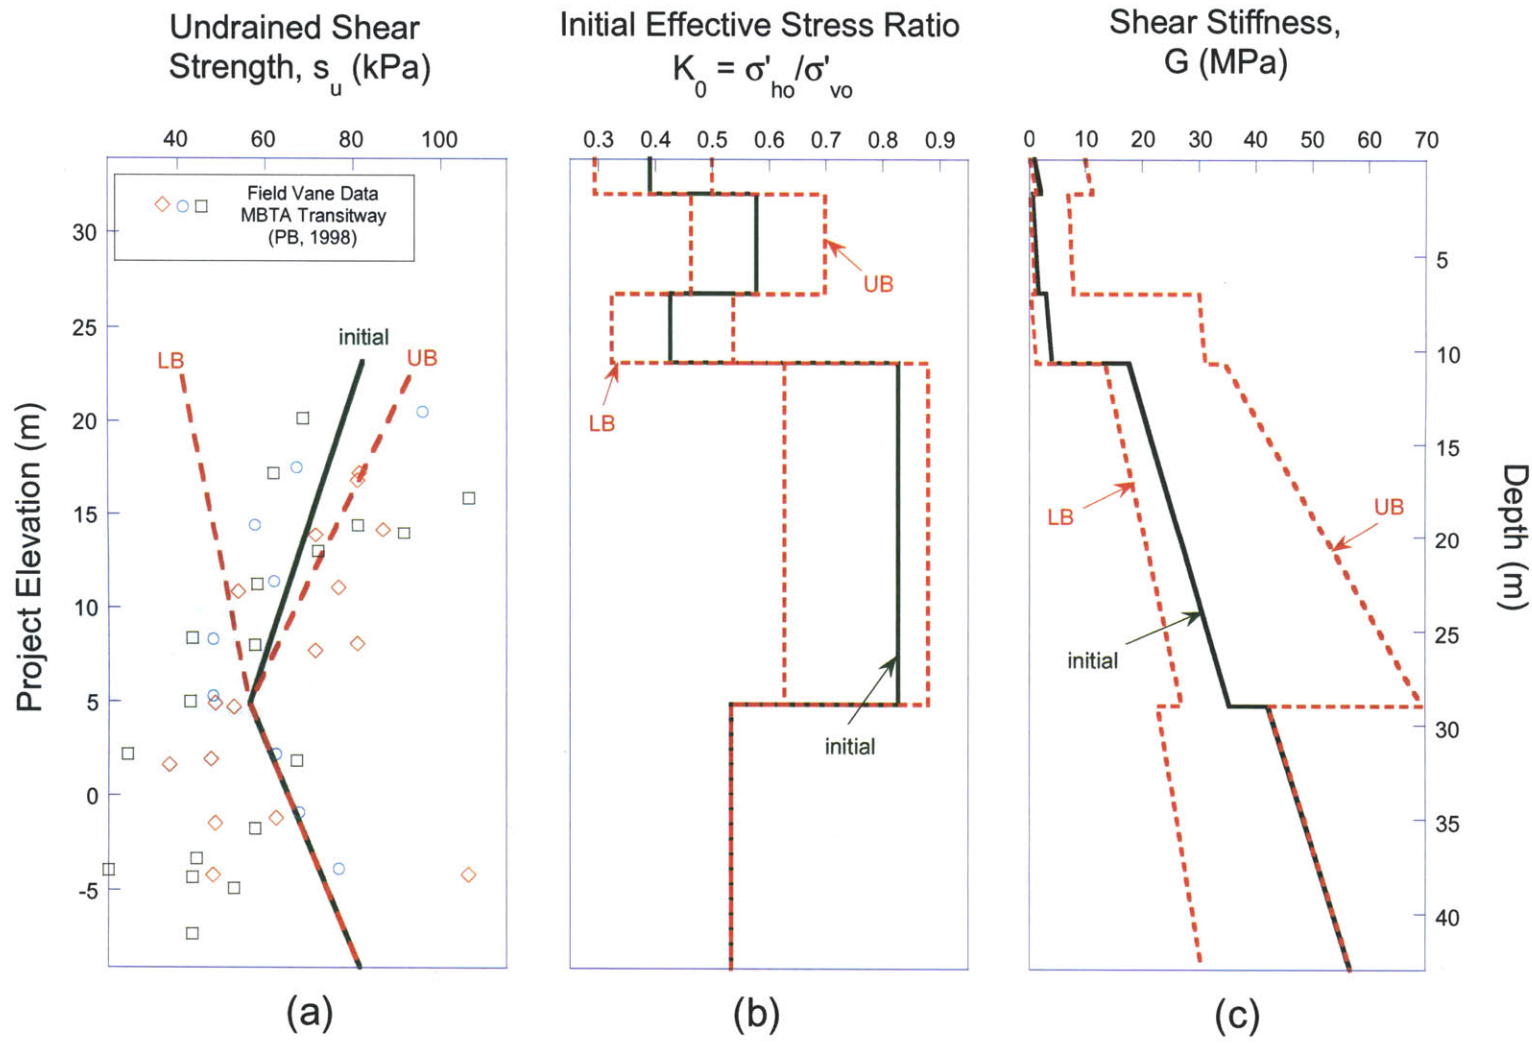 Undrained Shear
Strength, su (kPa)
Initial Effective Stress Ratio
K0 = σ'ho/σ'vo
Shear Stiffness,
G (MPa)
40 60 80 100
0.3 0.4 0.5 0.6 0.7 0.8 0.9
0 10 20 30 40 50 60 70
Field Vane Data
MBTA Transitway
(PB, 1998)
30
25
20
15
10
5
0
-5
Project Elevation (m)
LB
initial
UB
UB
LB
initial
LB
UB
initial
5
10
15
20
25
30
35
40
Depth (m)
(a)
(b)
(c)